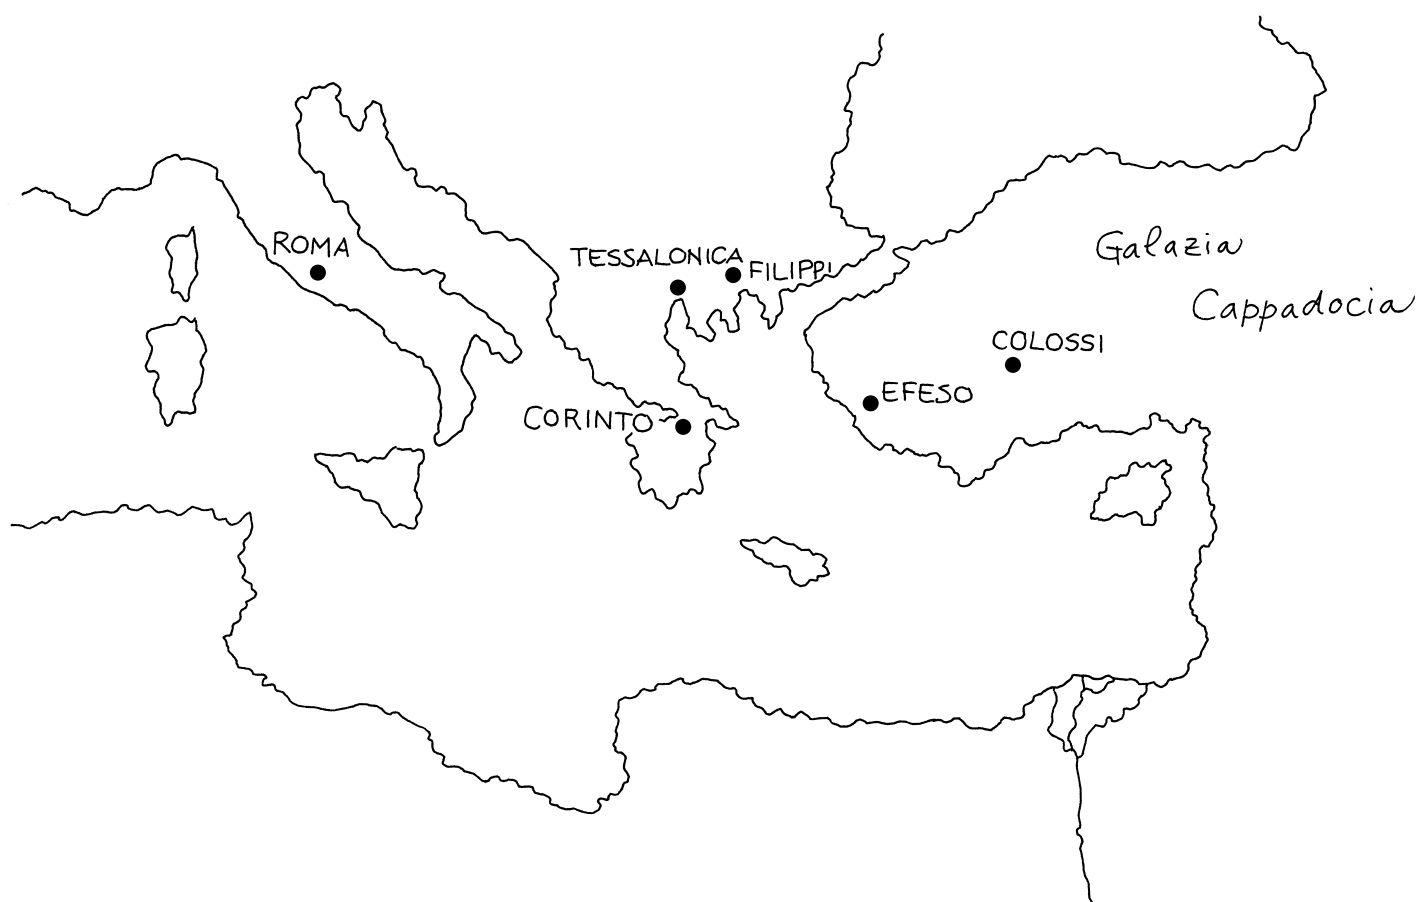 Galazia
ROMA
TESSALONICA
FILIPPI
Cappadocia
COLOSSI
EFESO
CORINTO